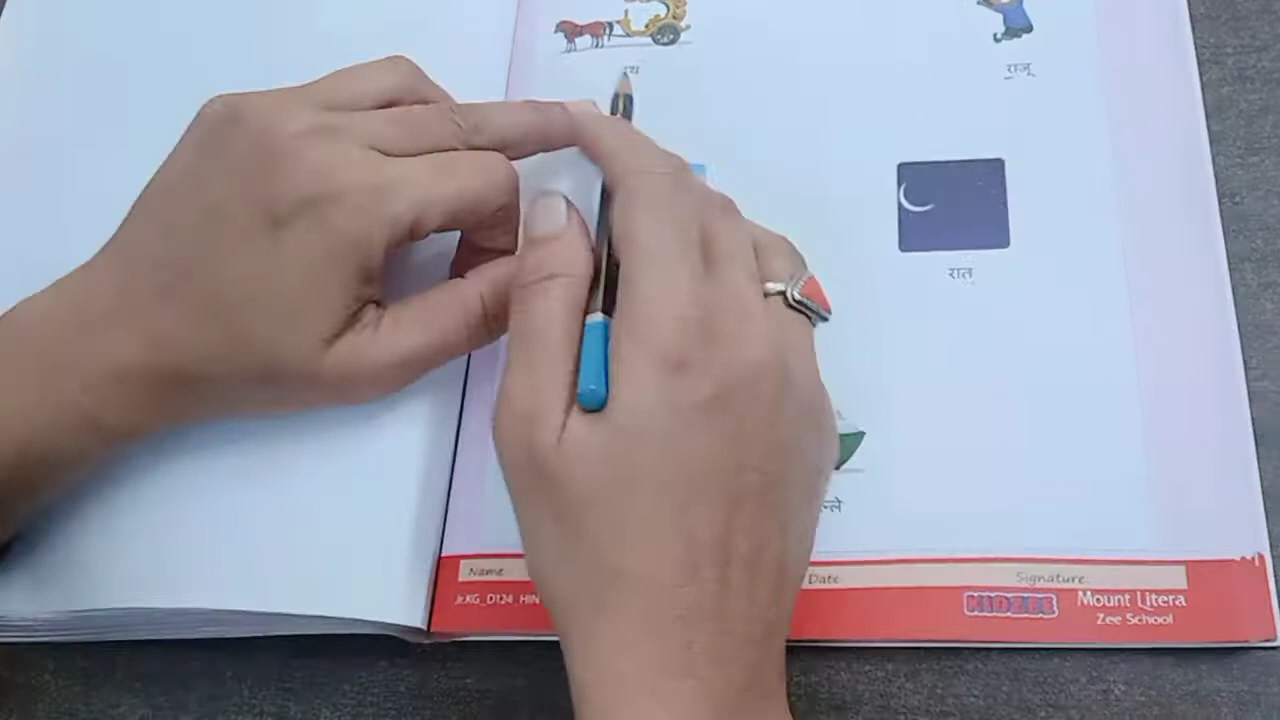 रथ
राजू
रात
Name
Date
Signature:
Jr.KG_D124_HIN
KIDZEE
Mount Litera
Zee School